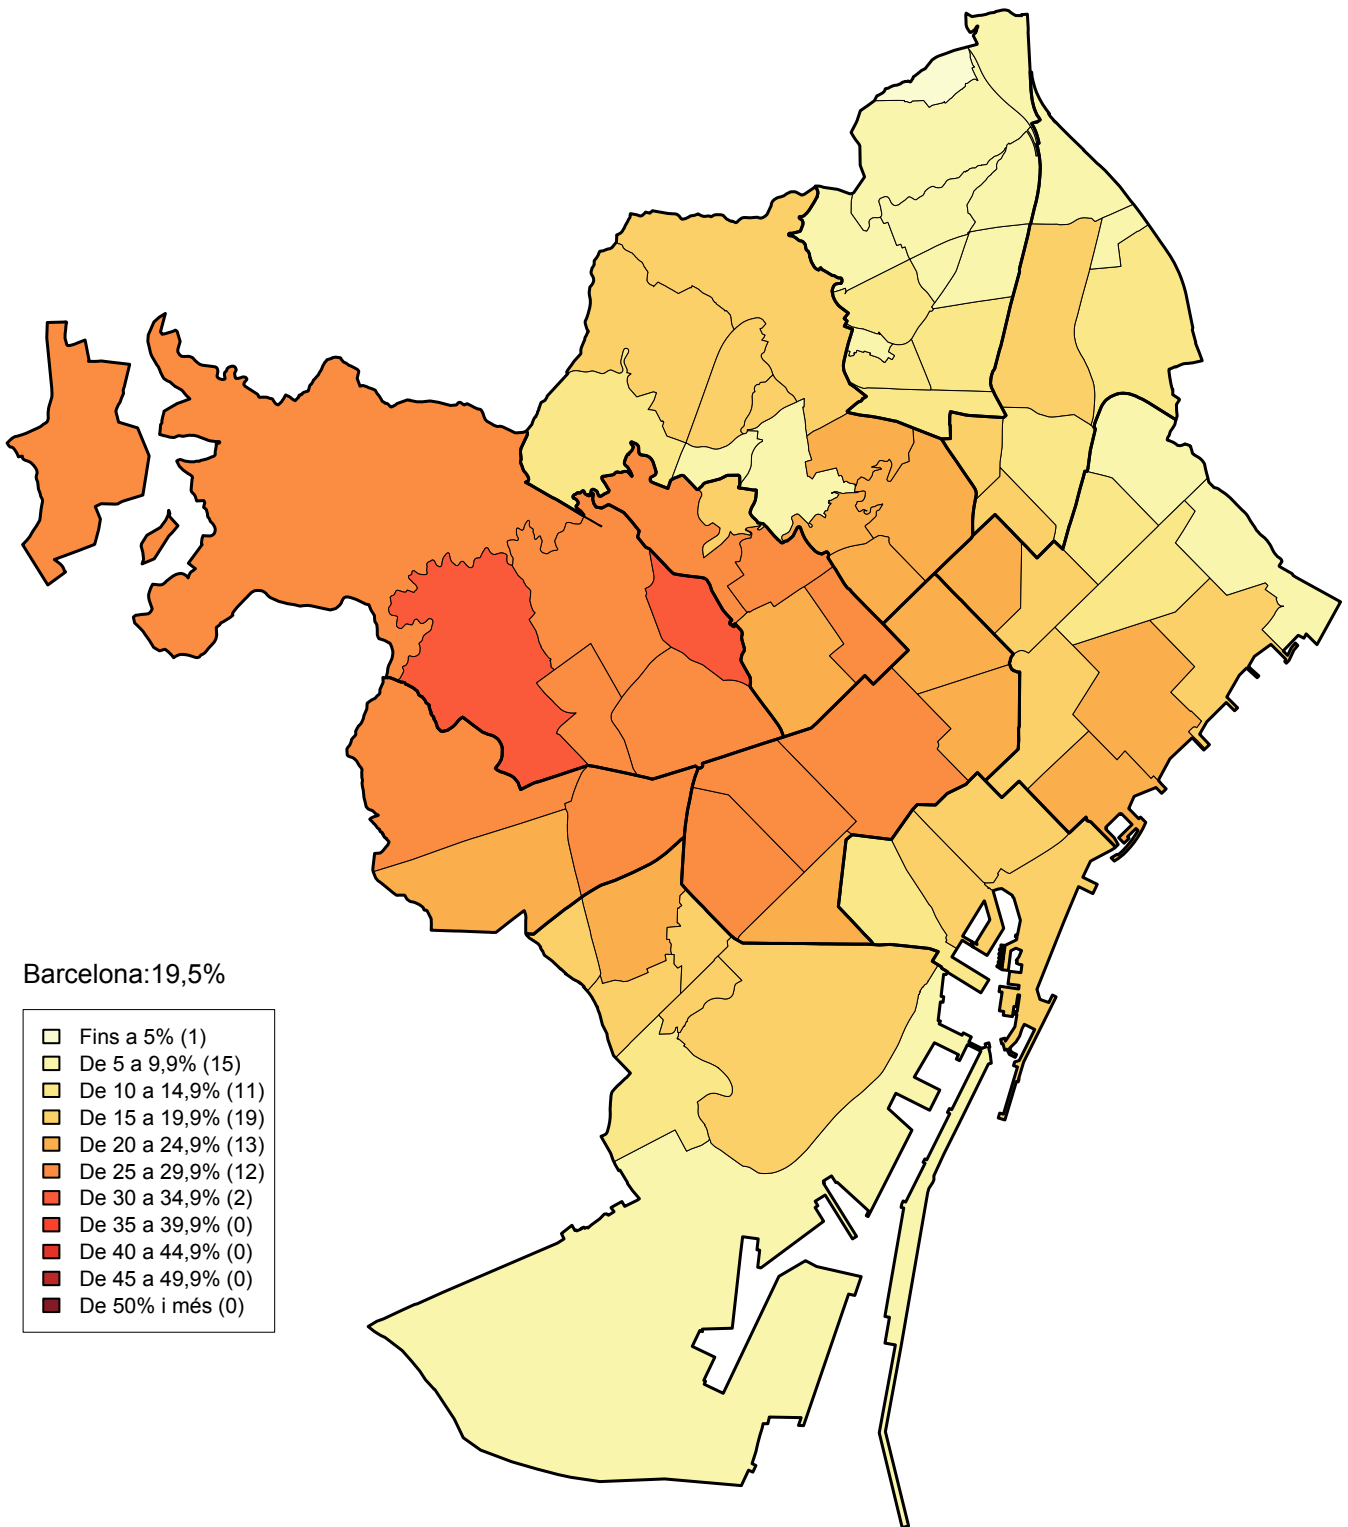 Barcelona:19,5%
Fins a 5% (1)
De 5 a 9,9% (15)
De 10 a 14,9% (11)
De 15 a 19,9% (19)
De 20 a 24,9% (13)
De 25 a 29,9% (12)
De 30 a 34,9% (2)
De 35 a 39,9% (0)
De 40 a 44,9% (0)
De 45 a 49,9% (0)
De 50% i més (0)